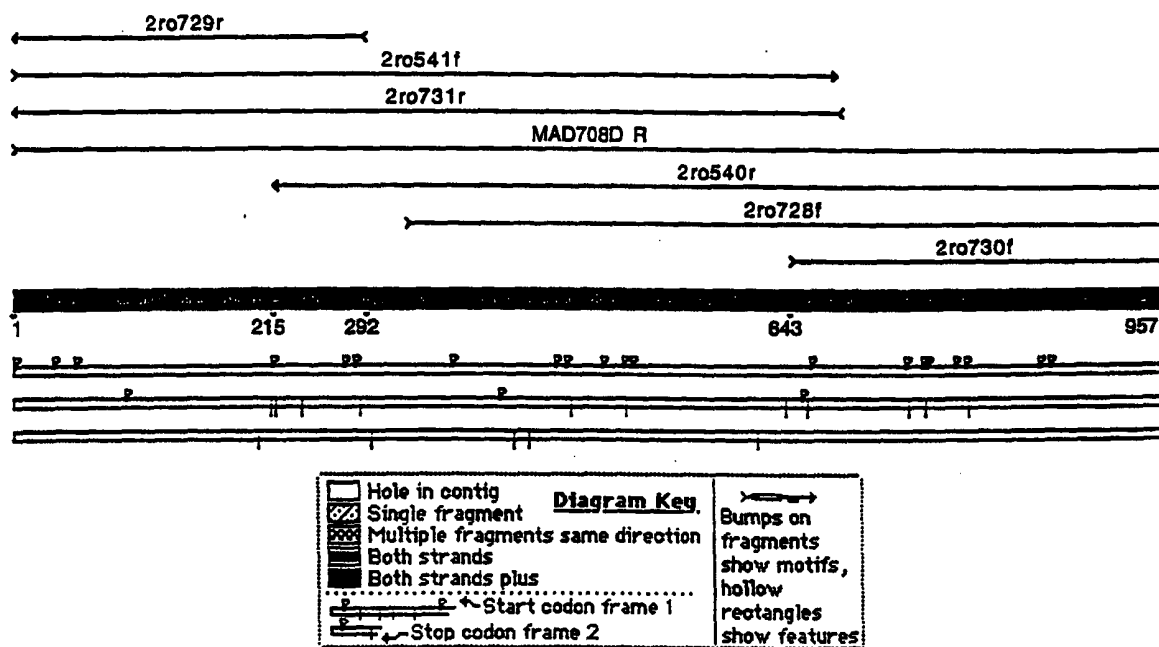 2ro729r
2ro541f
2ro731r
MAD708D R
2ro540r
2ro728f
2ro730f
1 215 292 643 957
Diagram Key
Hole in contig
Single fragment
Multiple fragments same direction
Both strands
Both strands plus
Start codon frame 1
Stop codon frame 2
Bumps on
fragments
show motifs,
hollow
rectangles
show features